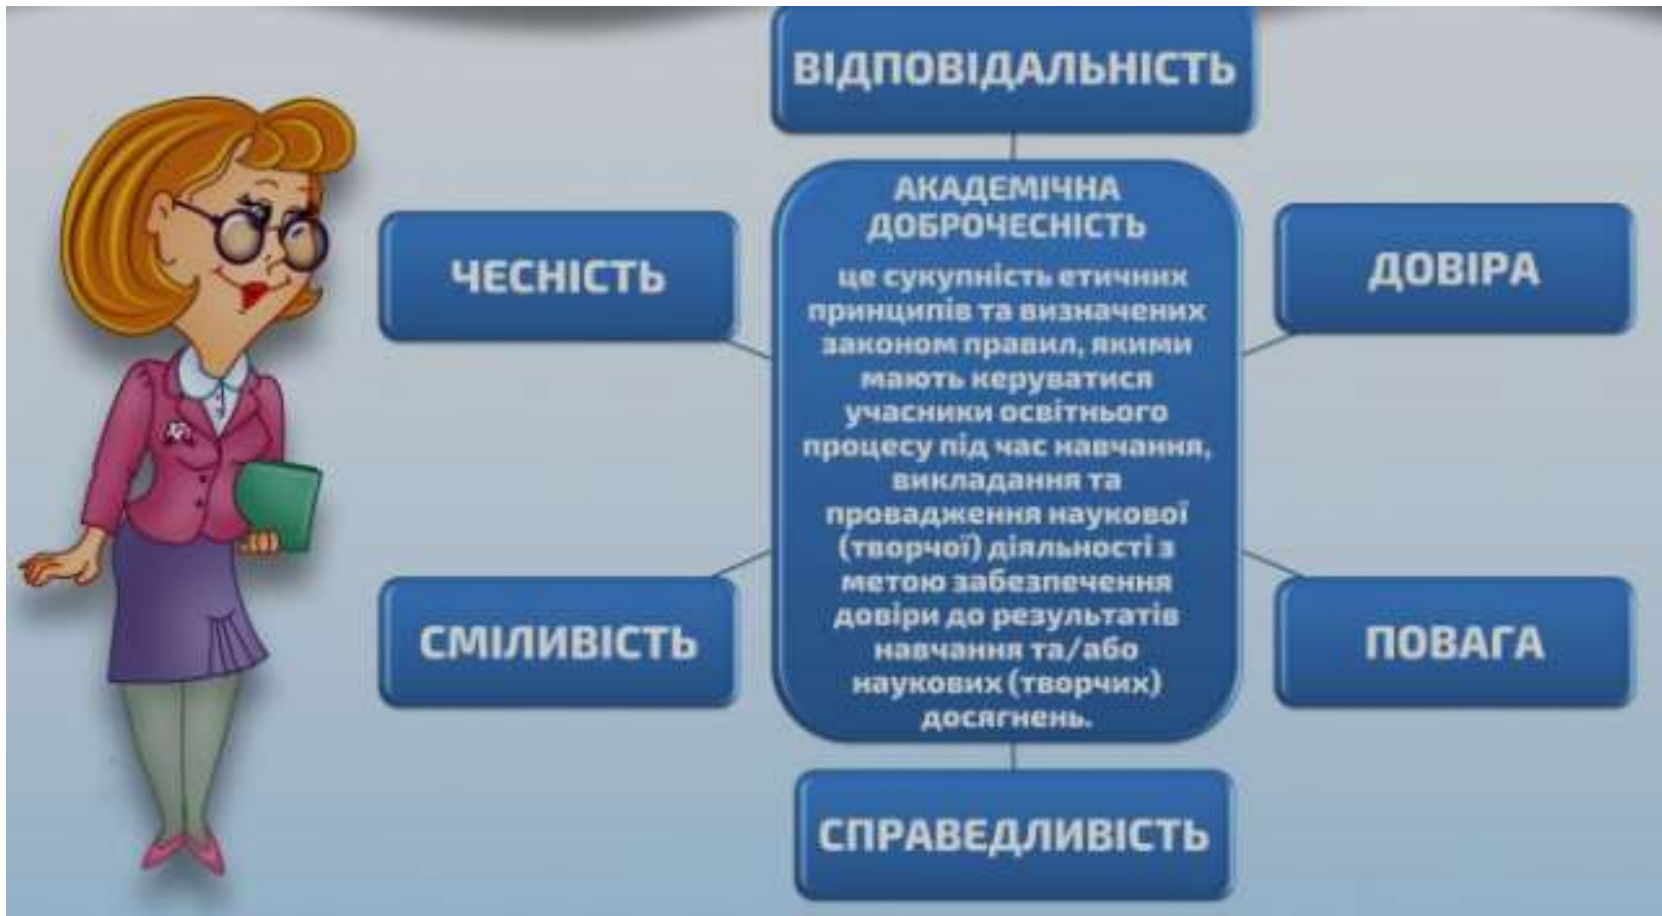 ВІДПОВІДАЛЬНІСТЬ
ЧЕСНІСТЬ
АКАДЕМІЧНА
ДОБРОЧЕСНІСТЬ
це сукупність етичних
принципів та визначених
законом правил, якими
мають керуватися
учасники освітнього
процесу під час навчання,
викладання та
провадження наукової
(творчої) діяльності з
метою забезпечення
довіри до результатів
навчання та/або
наукових (творчих)
досягнень.
ДОВІРА
СМІЛИВІСТЬ
ПОВАГА
СПРАВЕДЛИВІСТЬ